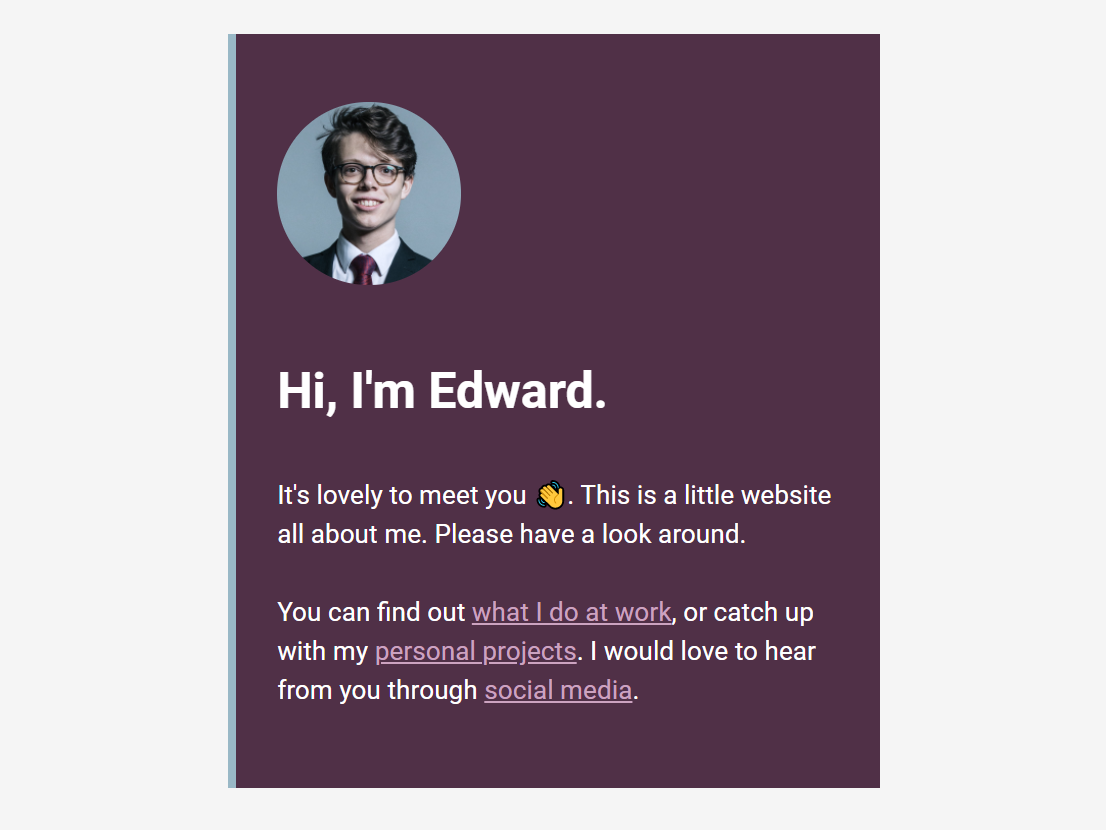 Hi, I'm Edward.
It's lovely to meet you 👋. This is a little website
all about me. Please have a look around.
You can find out what I do at work, or catch up
with my personal projects. I would love to hear
from you through social media.